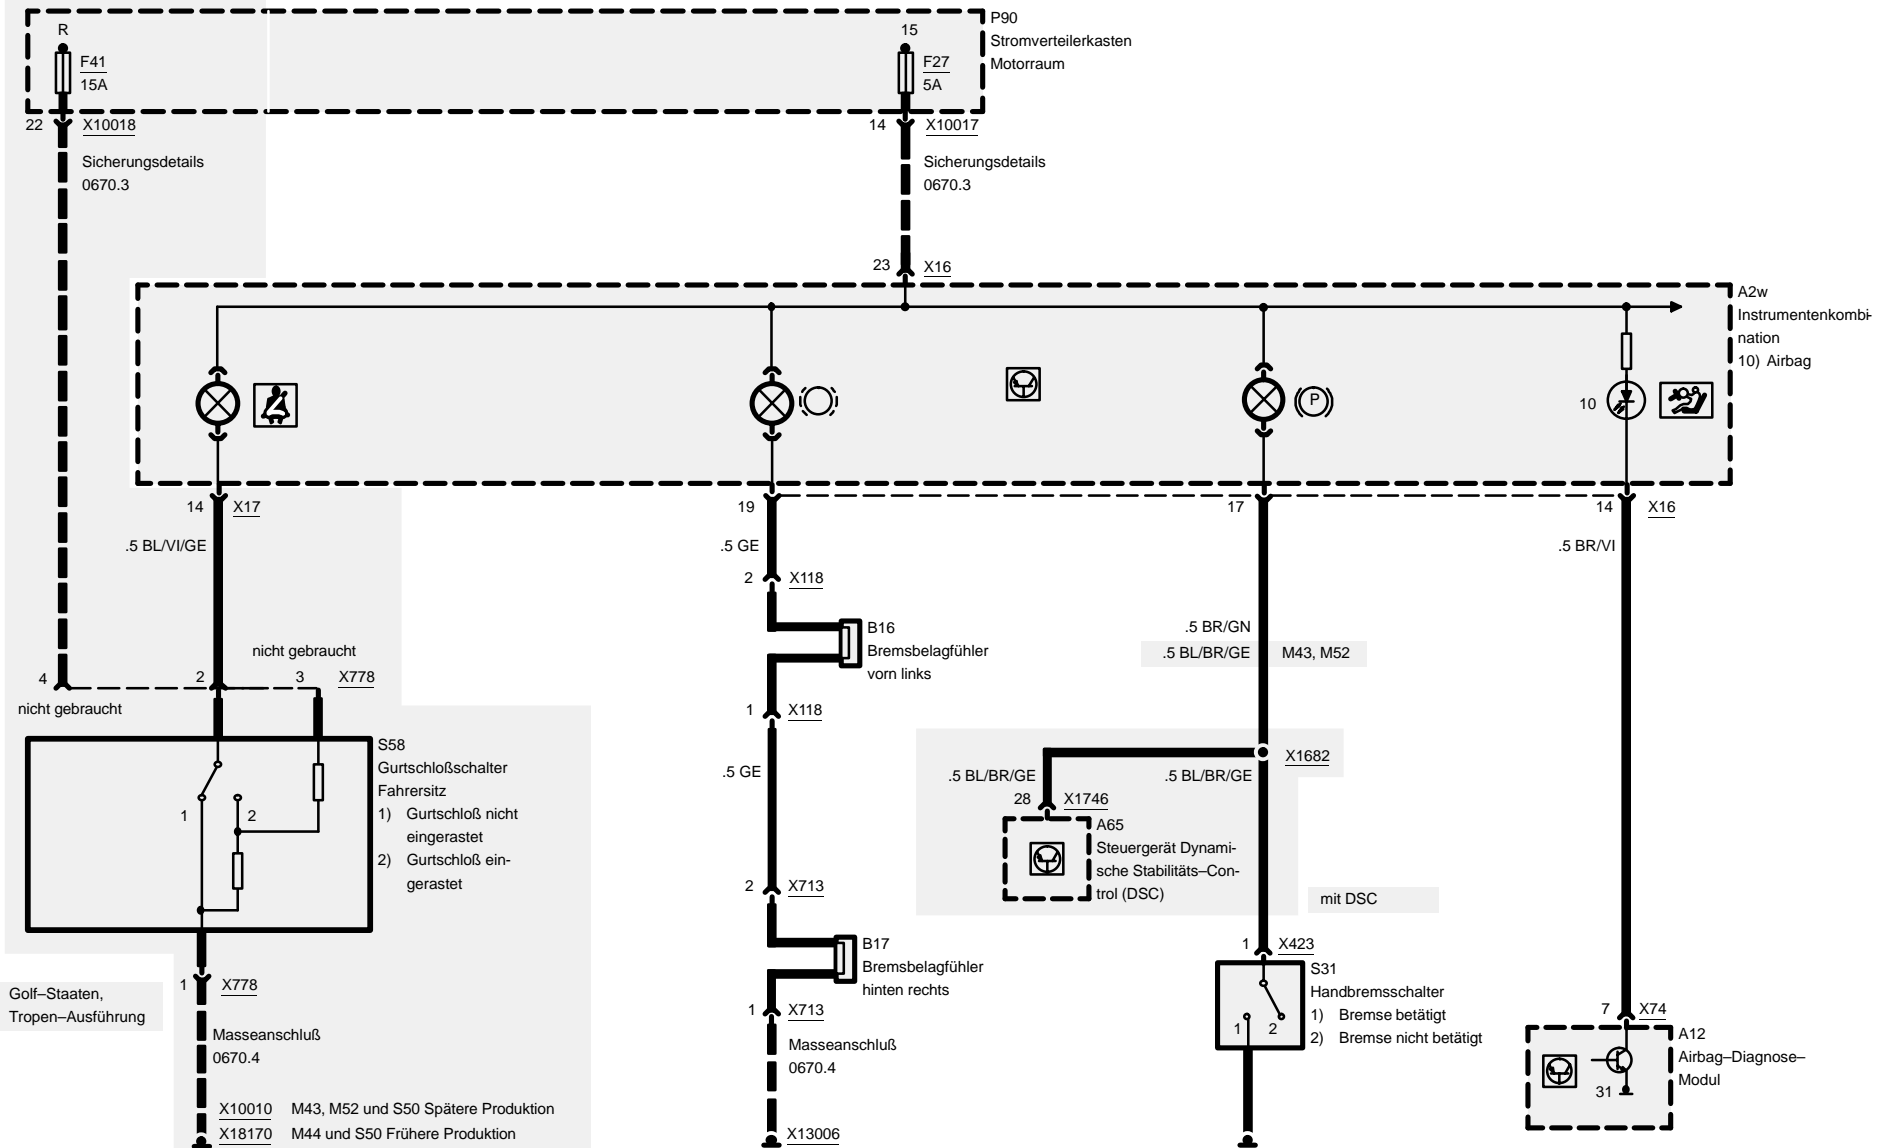 R
F41
15A
15
F27
5A
P90
Stromverteilerkasten
Motorraum
22
X10018
Sicherungsdetails
0670.3
14
X10017
Sicherungsdetails
0670.3
23
X16
A2w
Instrumentenkombi-
nation
10) Airbag
P
10
14
X17
.5 BL/VI/GE
19
.5 GE
17
14
X16
.5 BR/VI
2
X118
B16
Bremsbelagfühler
vorn links
1
X118
.5 GE
.5 BR/GN
.5 BL/BR/GE
M43, M52
nicht gebraucht
4
2
3
X778
nicht gebraucht
S58
Gurtschloßschalter
Fahrersitz
1) Gurtschloß nicht
eingerastet
2) Gurtschloß ein-
gerastet
1
2
X1682
.5 BL/BR/GE
.5 BL/BR/GE
28
X1746
A65
Steuergerät Dynami-
sche Stabilitäts–Con-
trol (DSC)
mit DSC
2
X713
B17
Bremsbelagfühler
hinten rechts
1
X713
Masseanschluß
0670.4
X13006
1
X423
S31
Handbremsschalter
1) Bremse betätigt
2) Bremse nicht betätigt
1
2
7
X74
A12
Airbag–Diagnose–
Modul
31
1
X778
Golf–Staaten,
Tropen–Ausführung
Masseanschluß
0670.4
X10010 M43, M52 und S50 Spätere Produktion
X18170 M44 und S50 Frühere Produktion